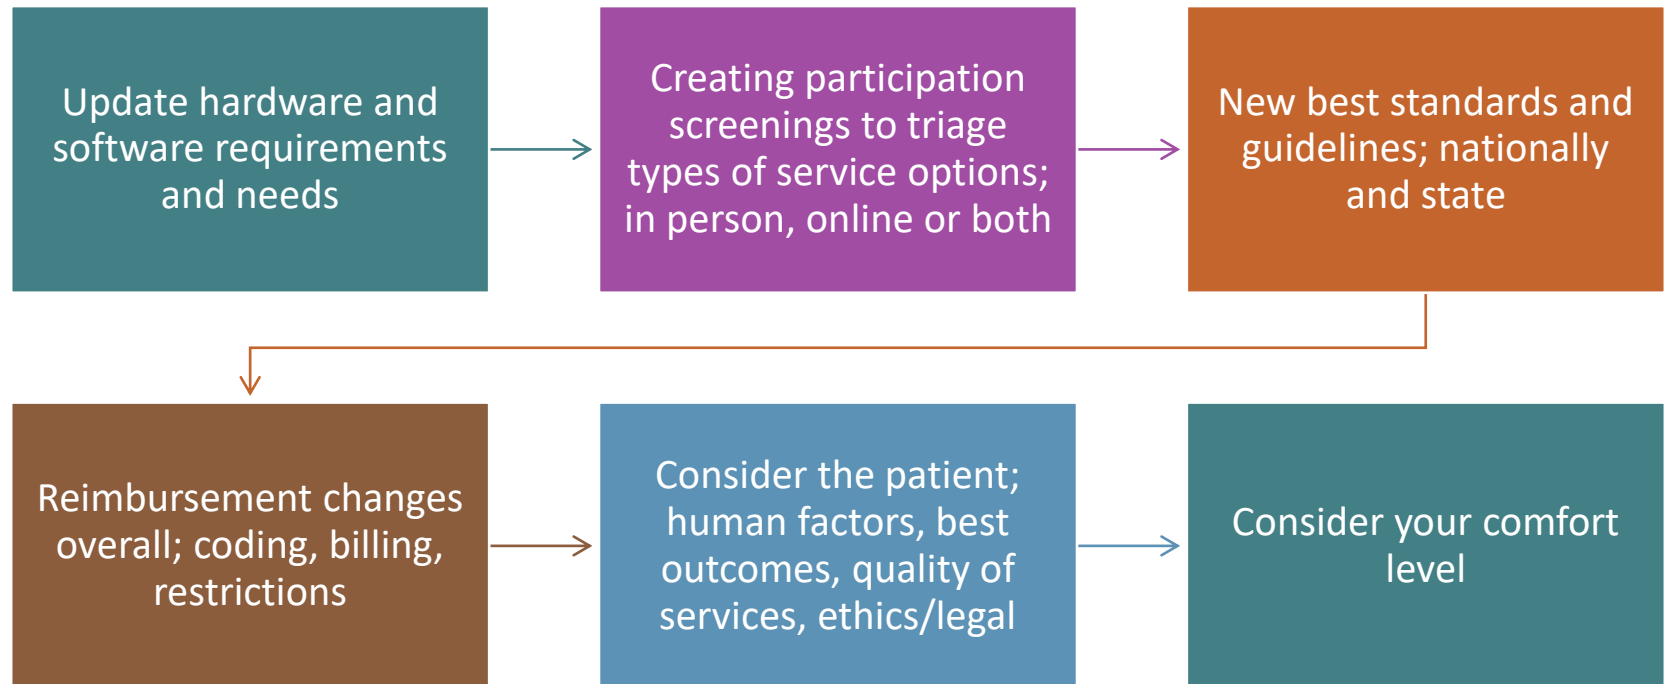 Update hardware and
software requirements
and needs
Creating participation
screenings to triage
types of service options;
in person, online or both
New best standards and
guidelines; nationally
and state
Reimbursement changes
overall; coding, billing,
restrictions
Consider the patient;
human factors, best
outcomes, quality of
services, ethics/legal
Consider your comfort
level